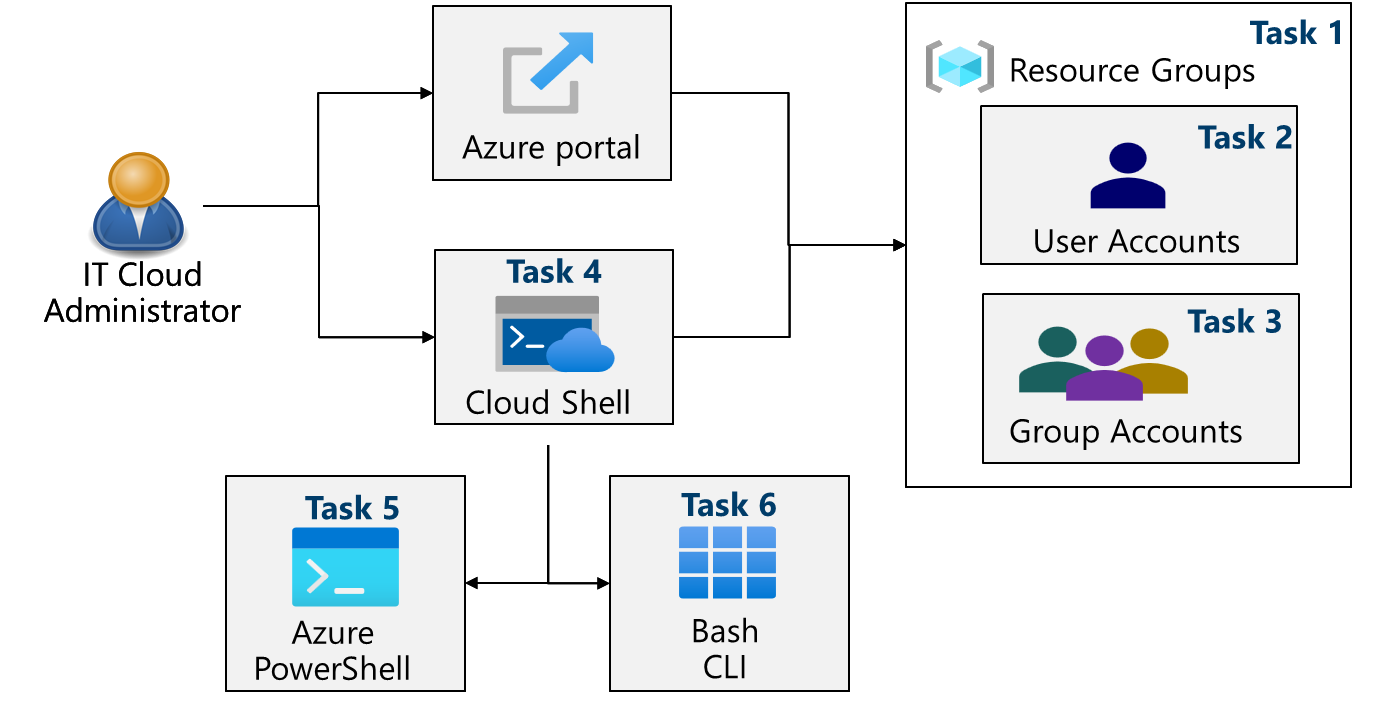 IT Cloud
Administrator
Azure portal
Task 4
Cloud Shell
Task 5
Azure
PowerShell
Task 6
Bash
CLI
Task 1
Resource Groups
Task 2
User Accounts
Task 3
Group Accounts